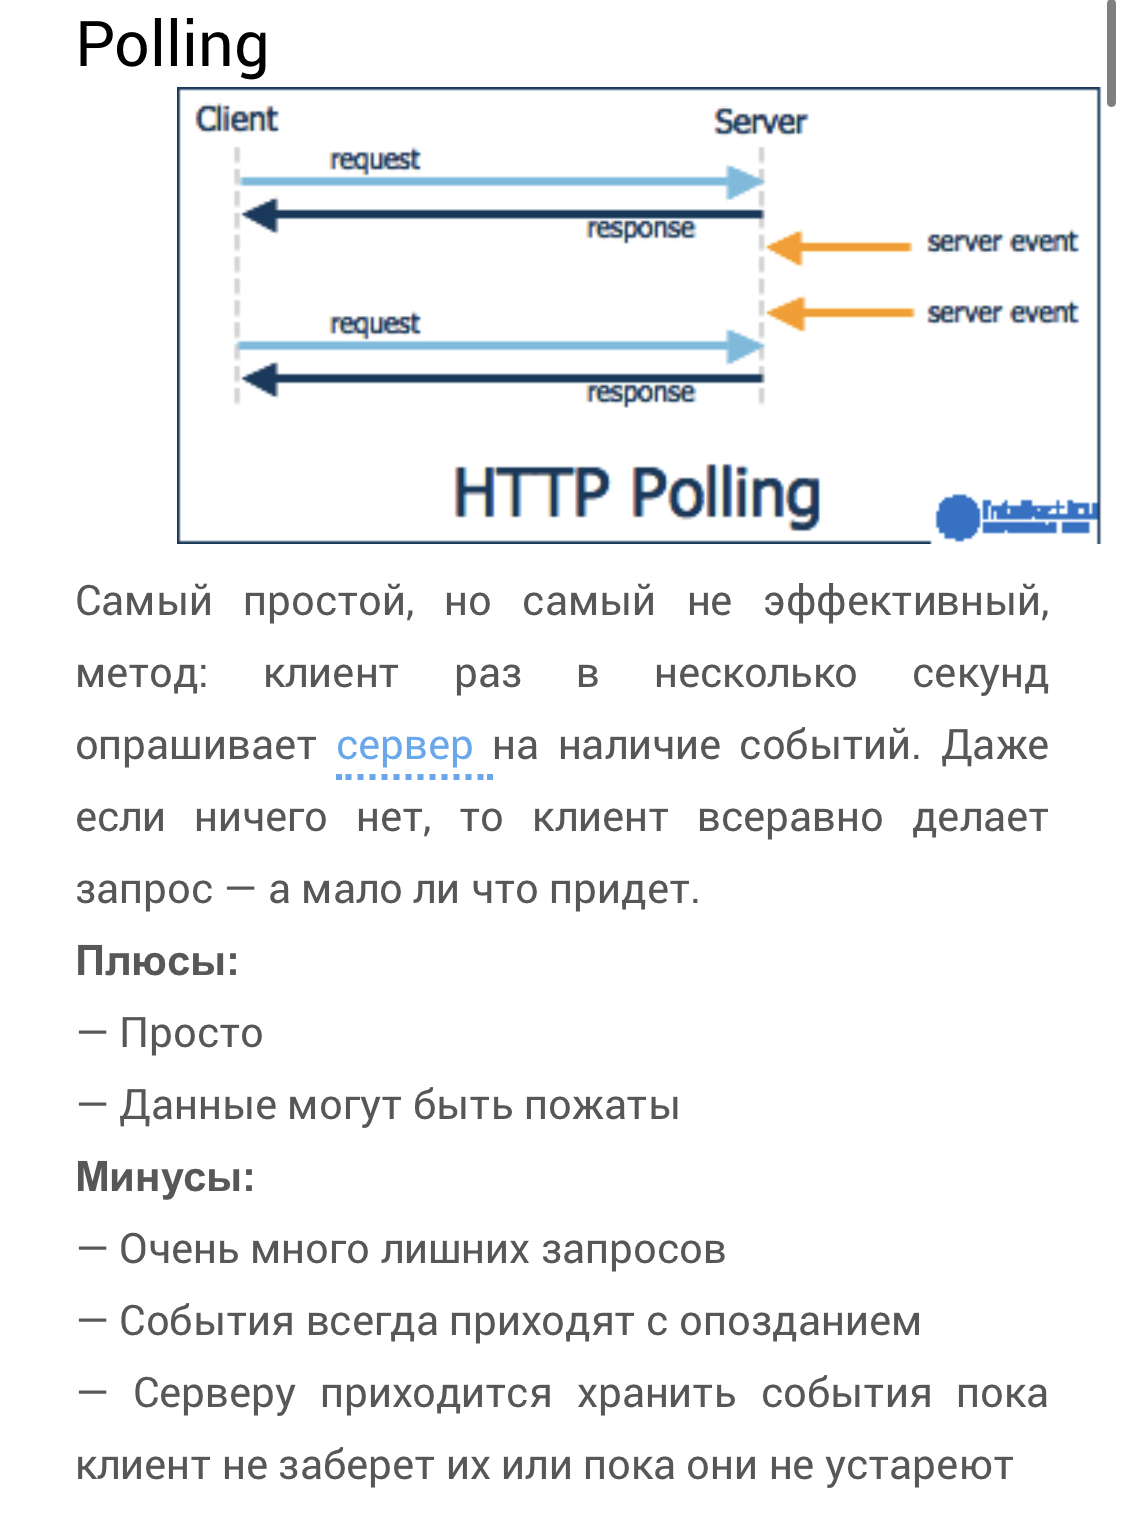 Polling
Client
Server
request
response
server event
server event
request
response
HTTP Polling
Самый простой, но самый не эффективный,
метод: клиент раз в несколько секунд
опрашивает сервер на наличие событий. Даже
если ничего нет, то клиент всеравно делает
запрос — а мало ли что придет.
Плюсы:
— Просто
— Данные могут быть пожаты
Минусы:
— Очень много лишних запросов
— События всегда приходят с опозданием
— Серверу приходится хранить события пока
клиент не заберет их или пока они не устареют